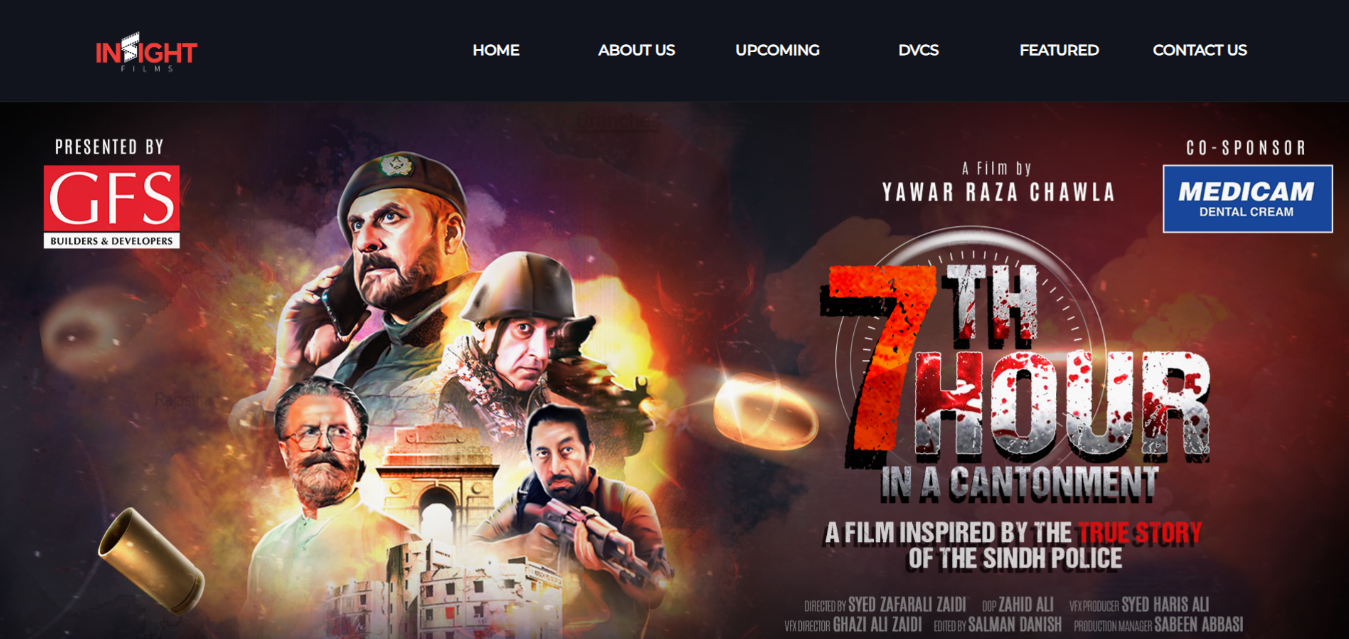 INSIGHT
FILMS
HOME
ABOUT US
UPCOMING
DVCS
FEATURED
CONTACT US
PRESENTED BY
GFS
BUILDERS & DEVELOPERS
A Film by
YAWAR RAZA CHAWLA
CO-SPONSOR
MEDICAM
DENTAL CREAM
7TH
HOUR
IN A CANTONMENT
A FILM INSPIRED BY THE TRUE STORY
OF THE SINDH POLICE
DIRECTED BY SYED ZAFARALI ZAIDI DOP ZAHID ALI VFX PRODUCER SYED HARIS ALI
VFX DIRECTOR GHAZI ALI ZAIDI EDITED BY SALMAN DANISH PRODUCTION MANAGER SABEEN ABBASI